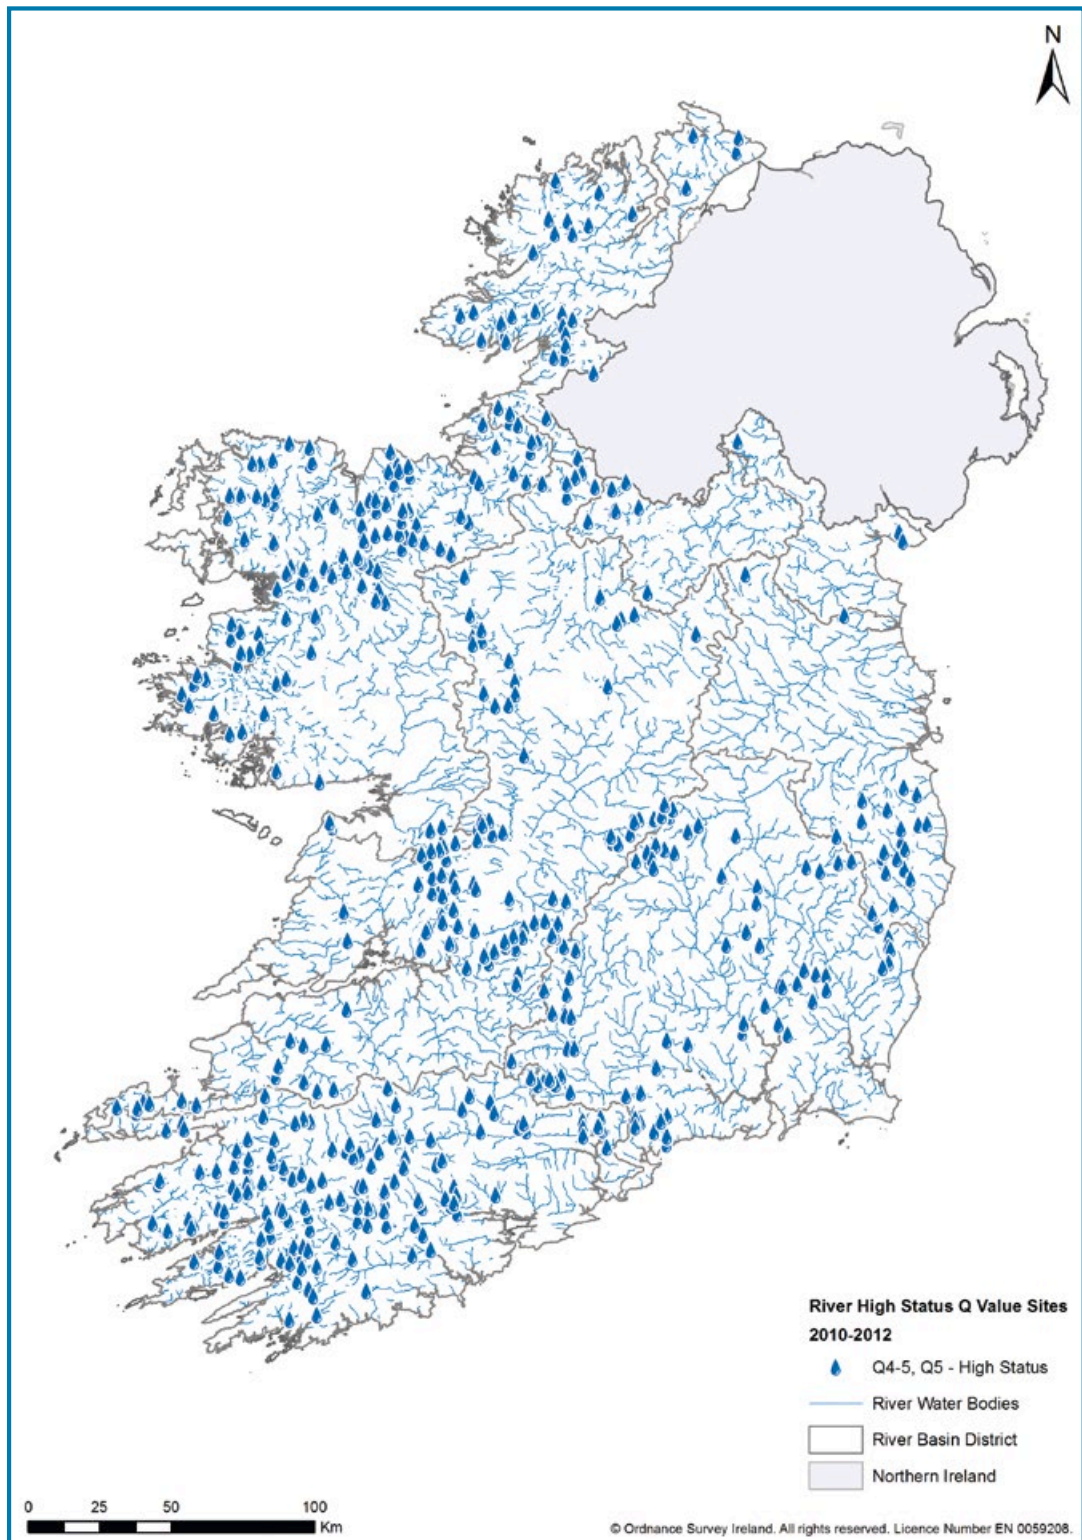 N
River High Status Q Value Sites
2010-2012
Q4-5, Q5 - High Status
River Water Bodies
River Basin District
Northern Ireland
0 25 50 100
Km
© Ordnance Survey Ireland. All rights reserved. Licence Number EN 0059208.